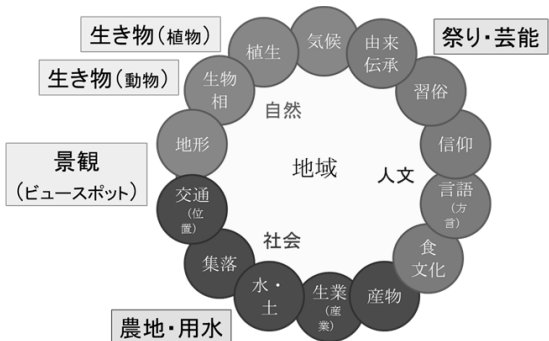 生き物(植物)
生き物(動物)
景観
(ビュースポット)
農地・用水
祭り・芸能
気候
由来
伝承
習俗
信仰
言語
(方
言)
食
文化
産物
生業
(産
業)
水・
土
集落
交通
(位
置)
地形
生物
相
植生
自然
地域
人文
社会